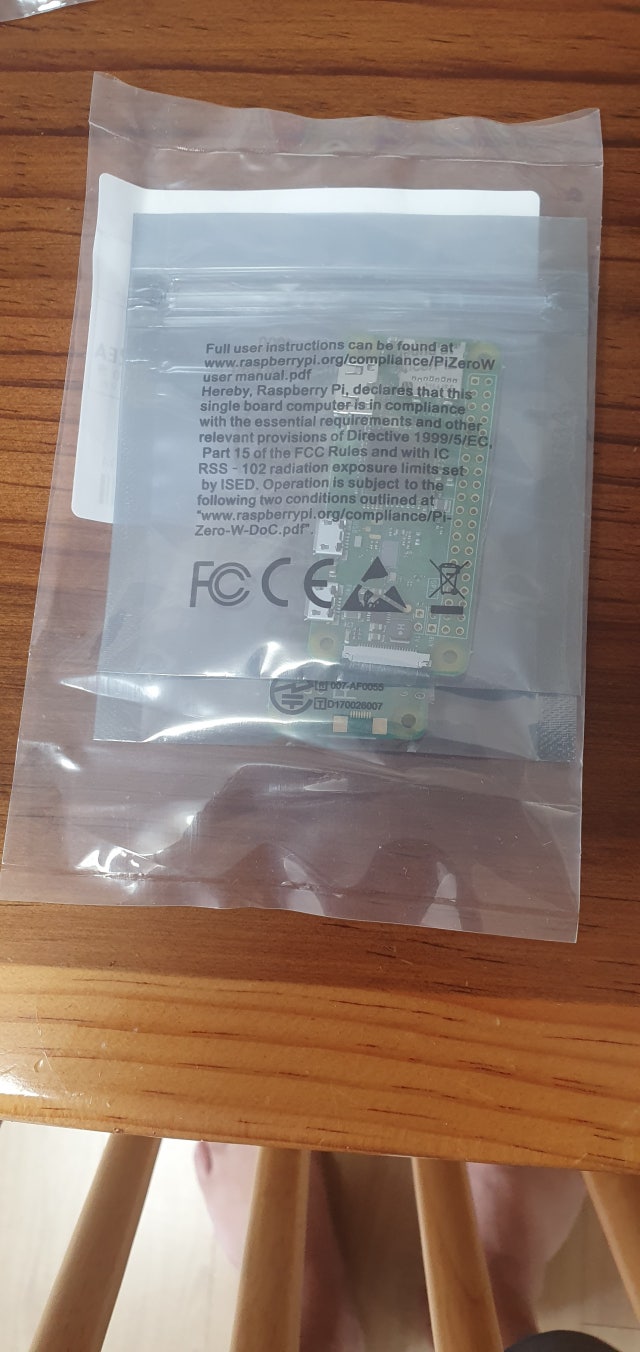 Full user instructions can be found at
www.raspberrypi.org/compliance/PiZeroW
user manual.pdf
Hereby, Raspberry Pi, declares that this
single board computer is in compliance
with the essential requirements and other
relevant provisions of Directive 1999/5/EC,
Part 15 of the FCC Rules and with IC
RSS - 102 radiation exposure limits set
by ISED. Operation is subject to the
following two conditions outlined at
"www.raspberrypi.org/compliance/Pi-
Zero-W-DoC.pdf".
FC CE
R 007-AF0055
T D170026007